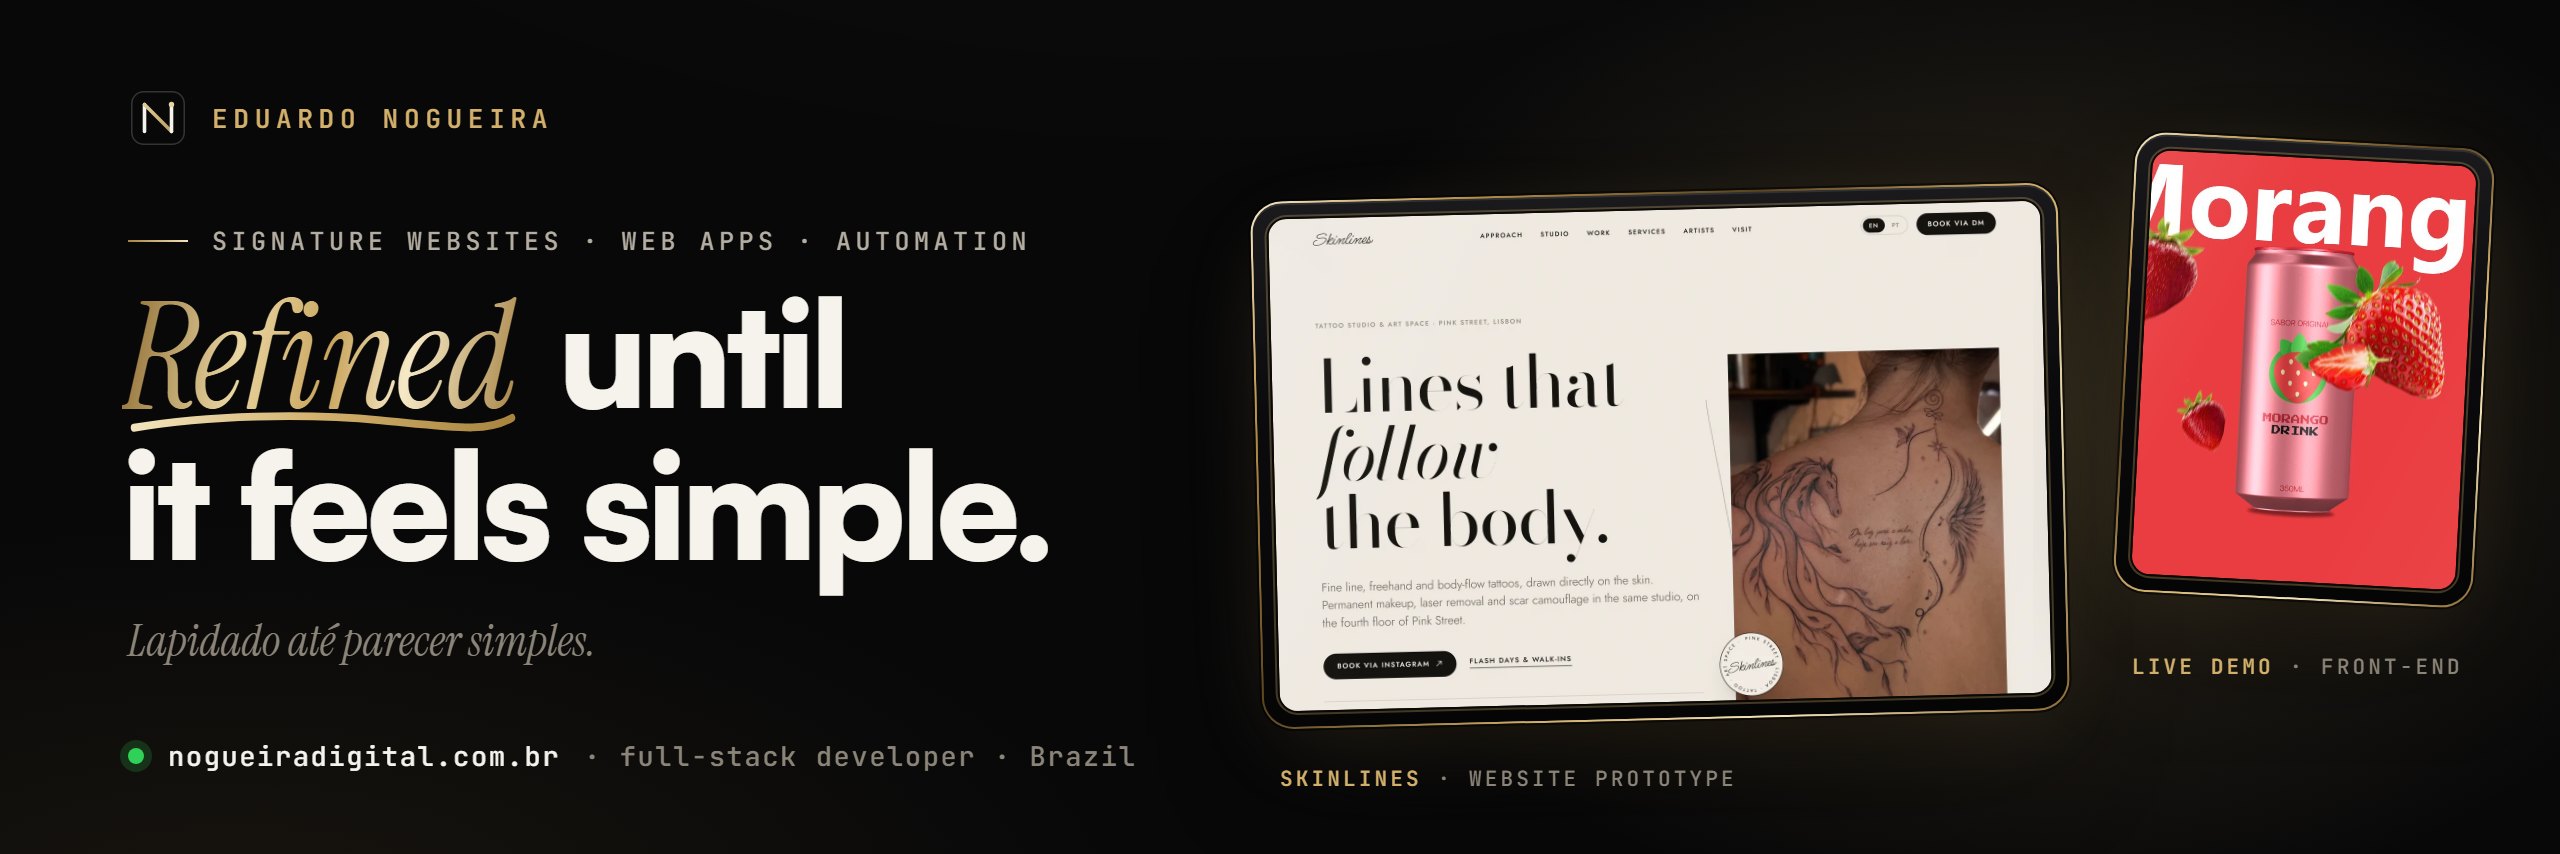 N EDUARDO NOGUEIRA
SIGNATURE WEBSITES · WEB APPS · AUTOMATION
Refined until
it feels simple.
Lapidado até parecer simples.
nogueiradigital.com.br · full-stack developer · Brazil
Skinlines APPROACH STUDIO WORK SERVICES ARTISTS VISIT EN PT BOOK VIA DM
TATTOO STUDIO & ART SPACE · PINK STREET, LISBON
Lines that
follow
the body.
Fine line, freehand and body-flow tattoos, drawn directly on the skin.
Permanent makeup, laser removal and scar camouflage in the same studio, on
the fourth floor of Pink Street.
BOOK VIA INSTAGRAM ↗ FLASH DAYS & WALK-INS
Skinlines
SKINLINES · WEBSITE PROTOTYPE
Morang
SABOR ORIGINAL
MORANGO
DRINK
350ML
LIVE DEMO · FRONT-END